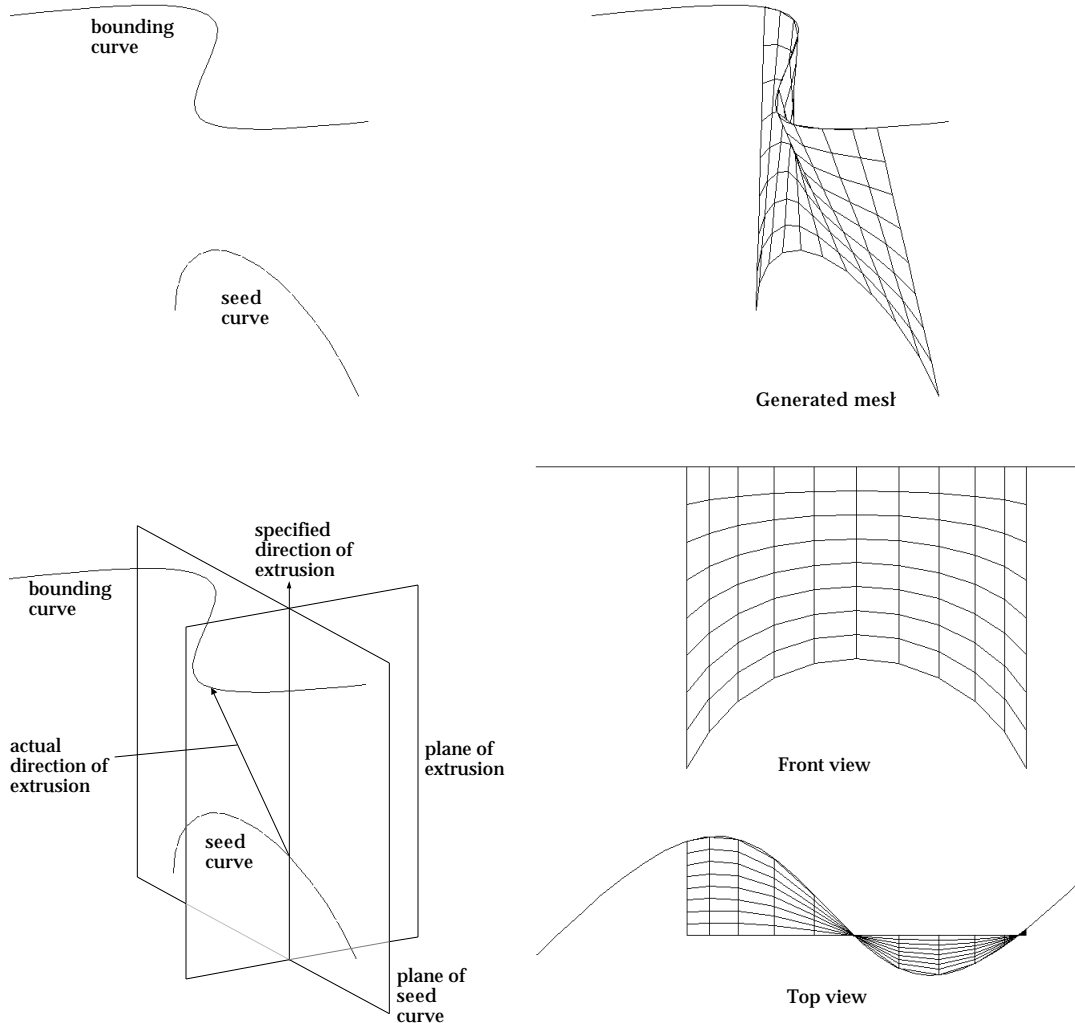 bounding
curve
seed
curve
Generated mesh
specified
direction of
extrusion
bounding
curve
actual
direction of
extrusion
plane of
extrusion
seed
curve
plane of
seed
curve
Front view
Top view